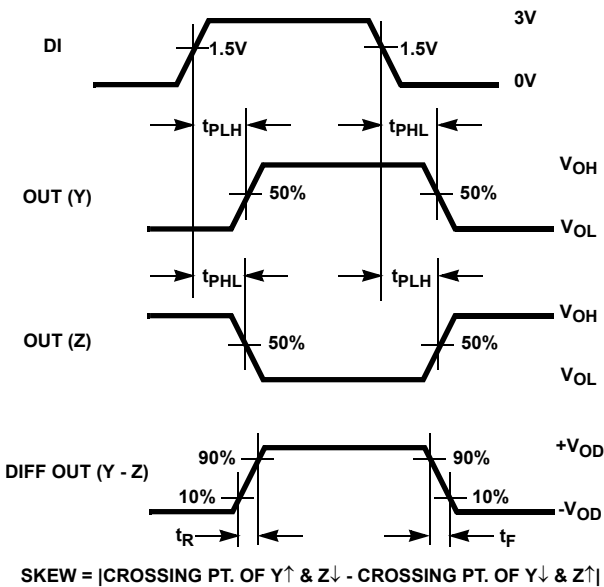 3V
DI
1.5V
1.5V
0V
tPLH
tPHL
VOH
OUT (Y)
50%
50%
VOL
tPHL
tPLH
VOH
OUT (Z)
50%
50%
VOL
+VOD
DIFF OUT (Y - Z)
90%
90%
10%
10%
-VOD
tR
tF
SKEW = |CROSSING PT. OF Y↑ & Z↓ - CROSSING PT. OF Y↓ & Z↑|